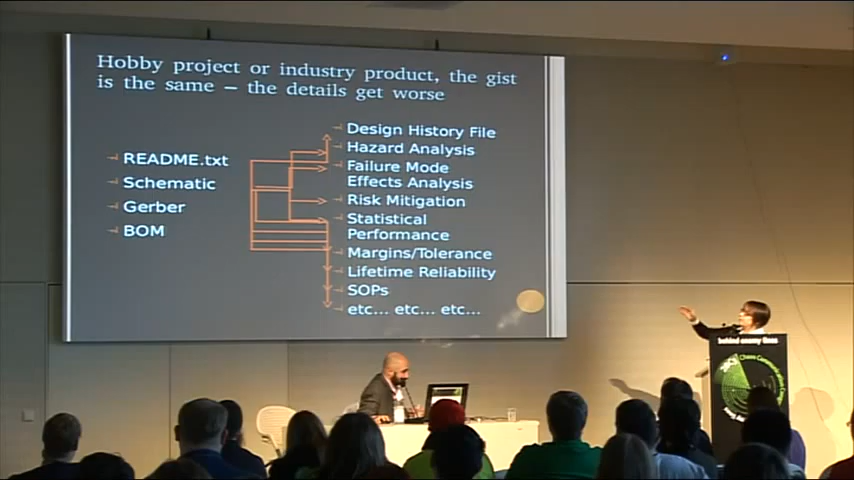 Hobby project or industry product, the gist
is the same – the details get worse
README.txt
Schematic
Gerber
BOM
Design History File
Hazard Analysis
Failure Mode
Effects Analysis
Risk Mitigation
Statistical
Performance
Margins/Tolerance
Lifetime Reliability
SOPs
etc... etc... etc...
behind enemy lines